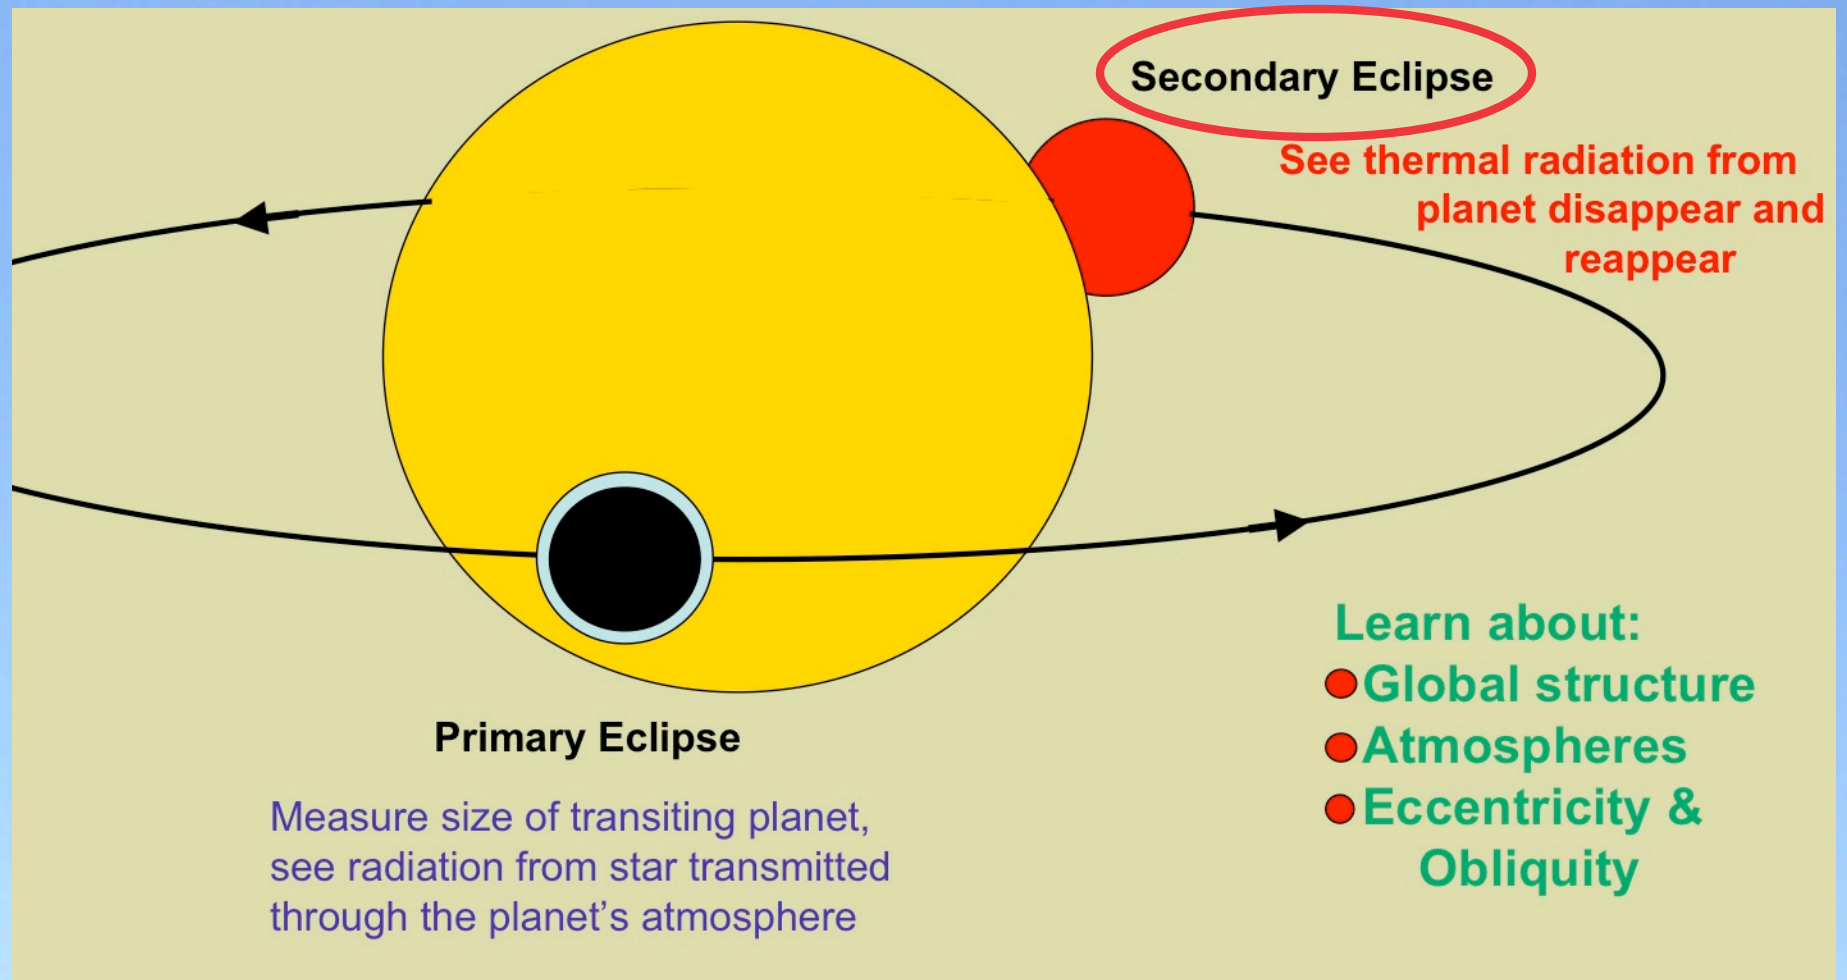 Secondary Eclipse
See thermal radiation from
planet disappear and
reappear
Primary Eclipse
Measure size of transiting planet,
see radiation from star transmitted
through the planet’s atmosphere
Learn about:
Global structure
Atmospheres
Eccentricity &
Obliquity